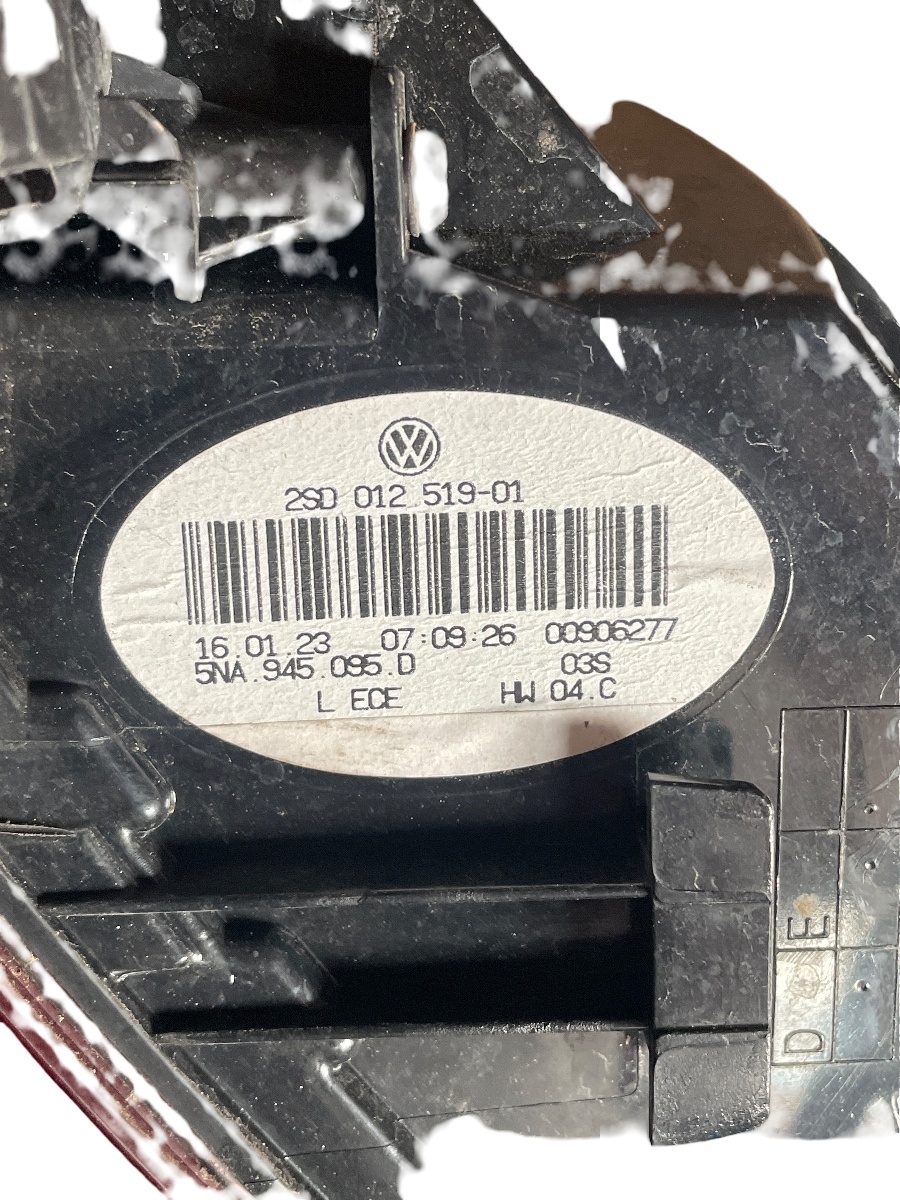 2SD 012 519-01
16.01.23 07:09:26 00906277
5NA.945.095.D 03S
L ECE HW 04.C
E
D